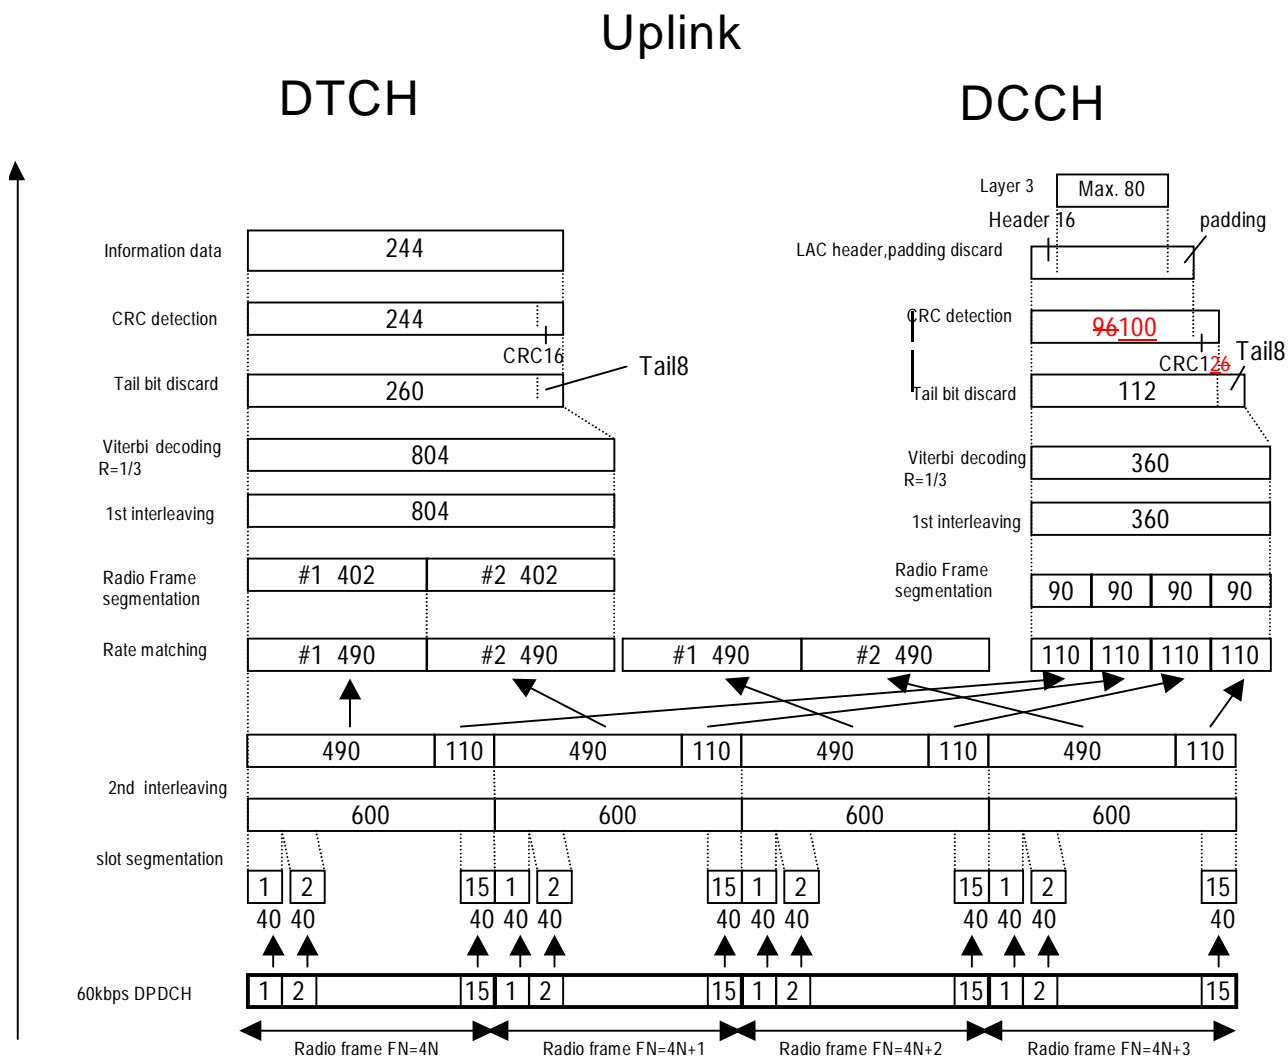 Uplink
DTCH
DCCH
Layer 3
Max. 80
Header 16
padding
Information data
244
LAC header,padding discard
CRC detection
244
CRC detection
96100
CRC16
Tail8
CRC126
Tail8
Tail bit discard
260
Tail bit discard
112
Viterbi decoding
R=1/3
804
Viterbi decoding
R=1/3
360
1st interleaving
804
1st interleaving
360
Radio Frame
segmentation
#1 402
#2 402
Radio Frame
segmentation
90 90 90 90
Rate matching
#1 490
#2 490
#1 490
#2 490
110 110 110 110
490 110 490 110 490 110 490 110
2nd interleaving
600 600 600 600
slot segmentation
1 2 15 1 2 15 1 2 15 1 2 15
40 40 40 40 40 40 40 40 40 40 40 40
60kbps DPDCH
1 2 15 1 2 15 1 2 15 1 2 15
Radio frame FN=4N
Radio frame FN=4N+1
Radio frame FN=4N+2
Radio frame FN=4N+3